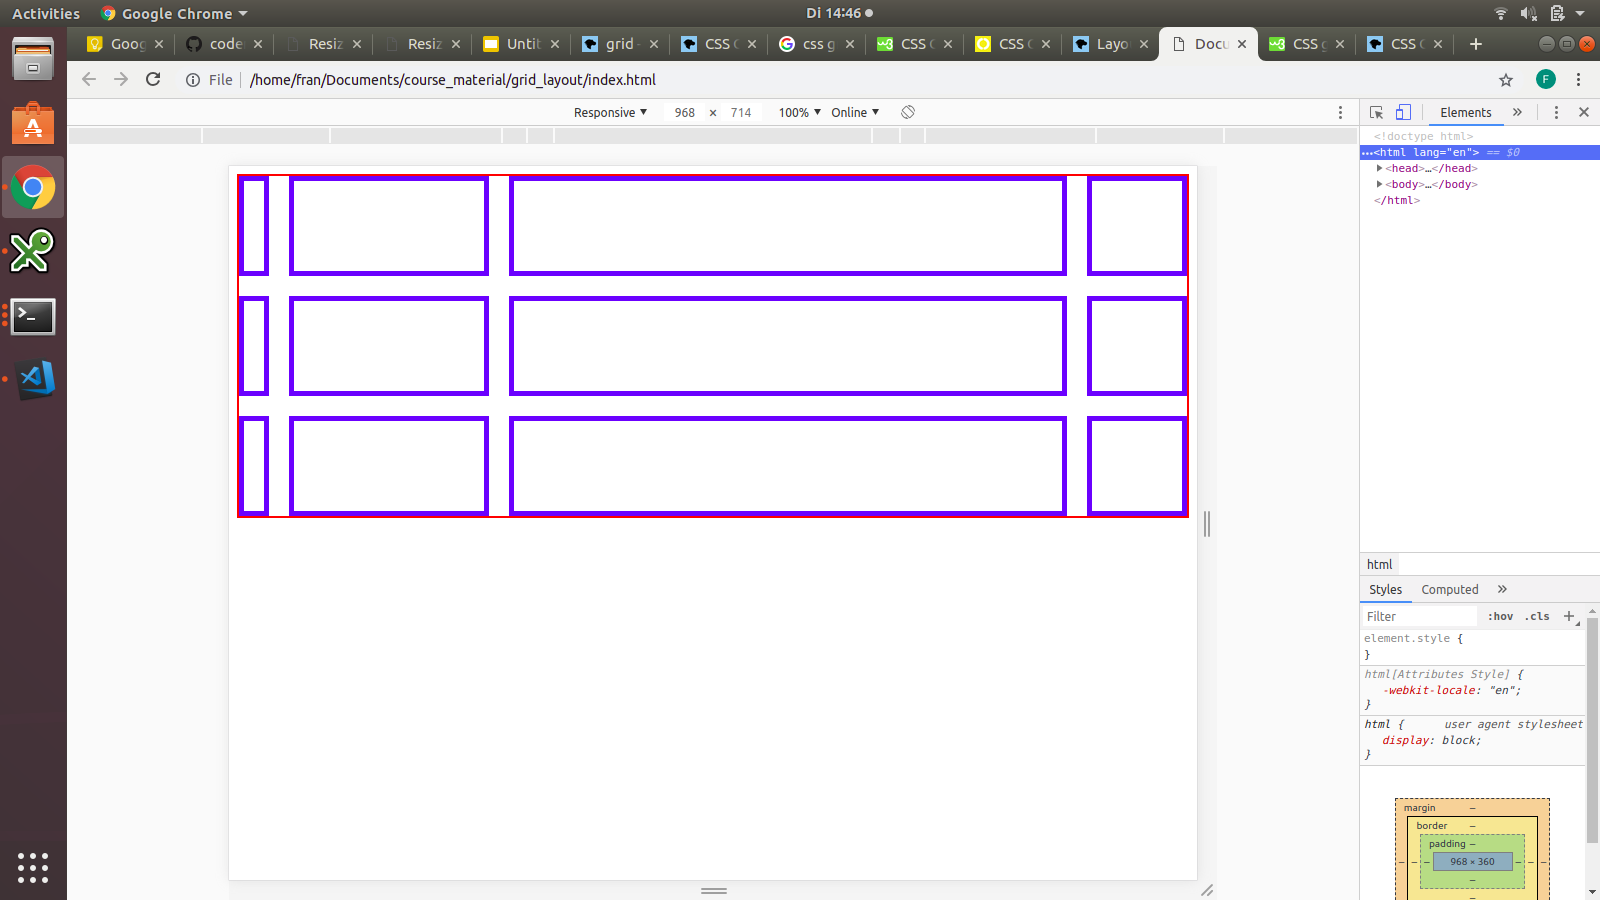 Activities
Google Chrome
Di 14:46
Goog
code
Resiz
Resiz
Untit
grid -
CSS G
css g
CSS G
CSS G
Layo
Docu
CSS g
CSS G
File
/home/fran/Documents/course_material/grid_layout/index.html
F
Responsive
968 × 714
100%
Online
Elements
<!doctype html>
<html lang="en"> == $0
<head>…</head>
<body>…</body>
</html>
html
Styles
Computed
Filter
:hov
.cls
element.style {
}
html[Attributes Style] {
-webkit-locale: "en";
}
html {
user agent stylesheet
display: block;
}
margin
border
padding
968 × 360